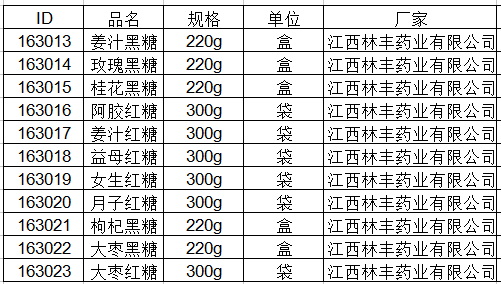 ID 品名 规格 单位 厂家
163013 姜汁黑糖 220g 盒 江西林丰药业有限公司
163014 玫瑰黑糖 220g 盒 江西林丰药业有限公司
163015 桂花黑糖 220g 盒 江西林丰药业有限公司
163016 阿胶红糖 300g 袋 江西林丰药业有限公司
163017 姜汁红糖 300g 袋 江西林丰药业有限公司
163018 益母红糖 300g 袋 江西林丰药业有限公司
163019 女生红糖 300g 袋 江西林丰药业有限公司
163020 月子红糖 300g 袋 江西林丰药业有限公司
163021 枸杞黑糖 220g 盒 江西林丰药业有限公司
163022 大枣黑糖 220g 盒 江西林丰药业有限公司
163023 大枣红糖 300g 袋 江西林丰药业有限公司